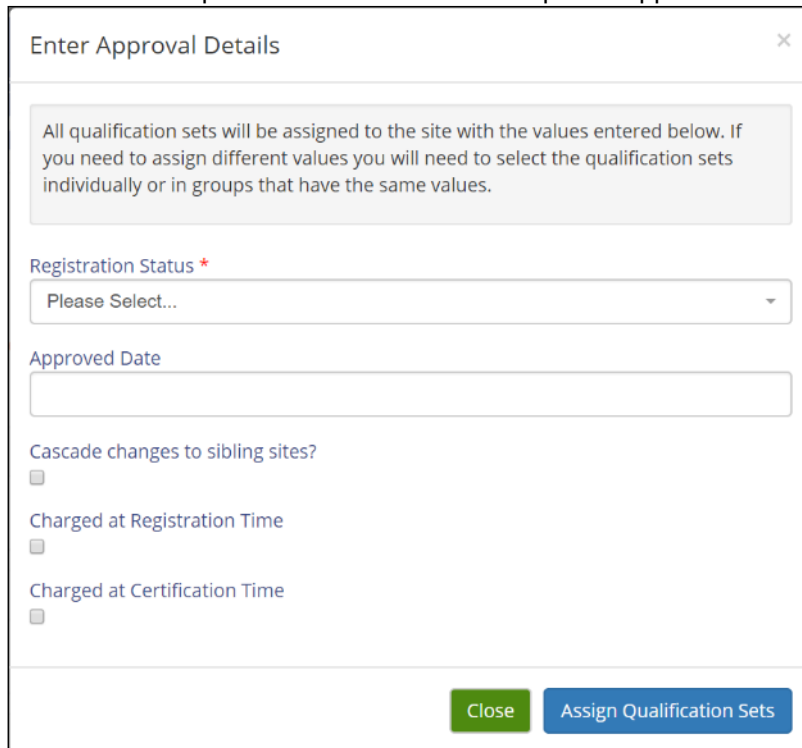 Enter Approval Details
×
All qualification sets will be assigned to the site with the values entered below. If
you need to assign different values you will need to select the qualification sets
individually or in groups that have the same values.
Registration Status *
Please Select...
Approved Date
Cascade changes to sibling sites?
Charged at Registration Time
Charged at Certification Time
Close
Assign Qualification Sets